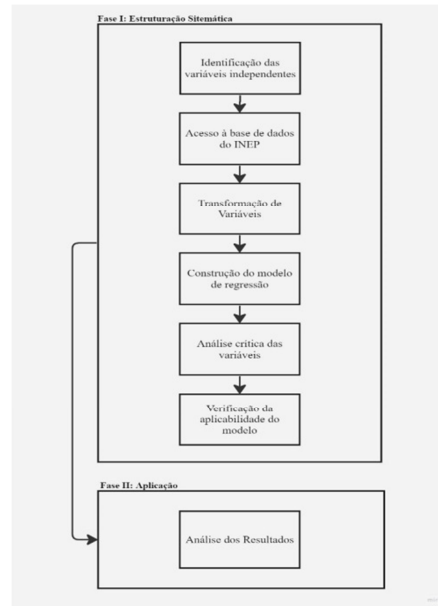 Fase I: Estruturação Sitemática
Identificação das
variáveis independentes
Acesso à base de dados
do INEP
Transformação de
Variáveis
Construção do modelo
de regressão
Análise critica das
variáveis
Verificação da
aplicabilidade do
modelo
Fase II: Aplicação
Análise dos Resultados